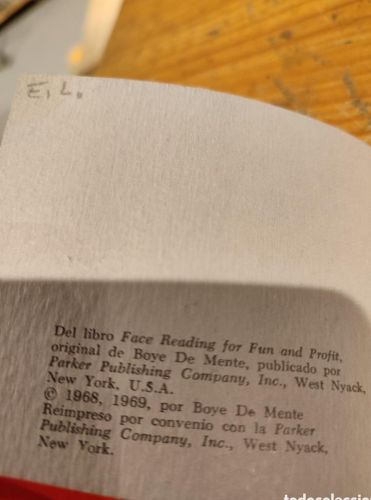 E. L.
Del libro Face Reading for Fun and Profit,
original de Boye De Mente, publicado por
Parker Publishing Company, Inc., West Nyack,
New York, U.S.A.
© 1968, 1969, por Boye De Mente
Reimpreso por convenio con la Parker
Publishing Company, Inc., West Nyack,
New York.